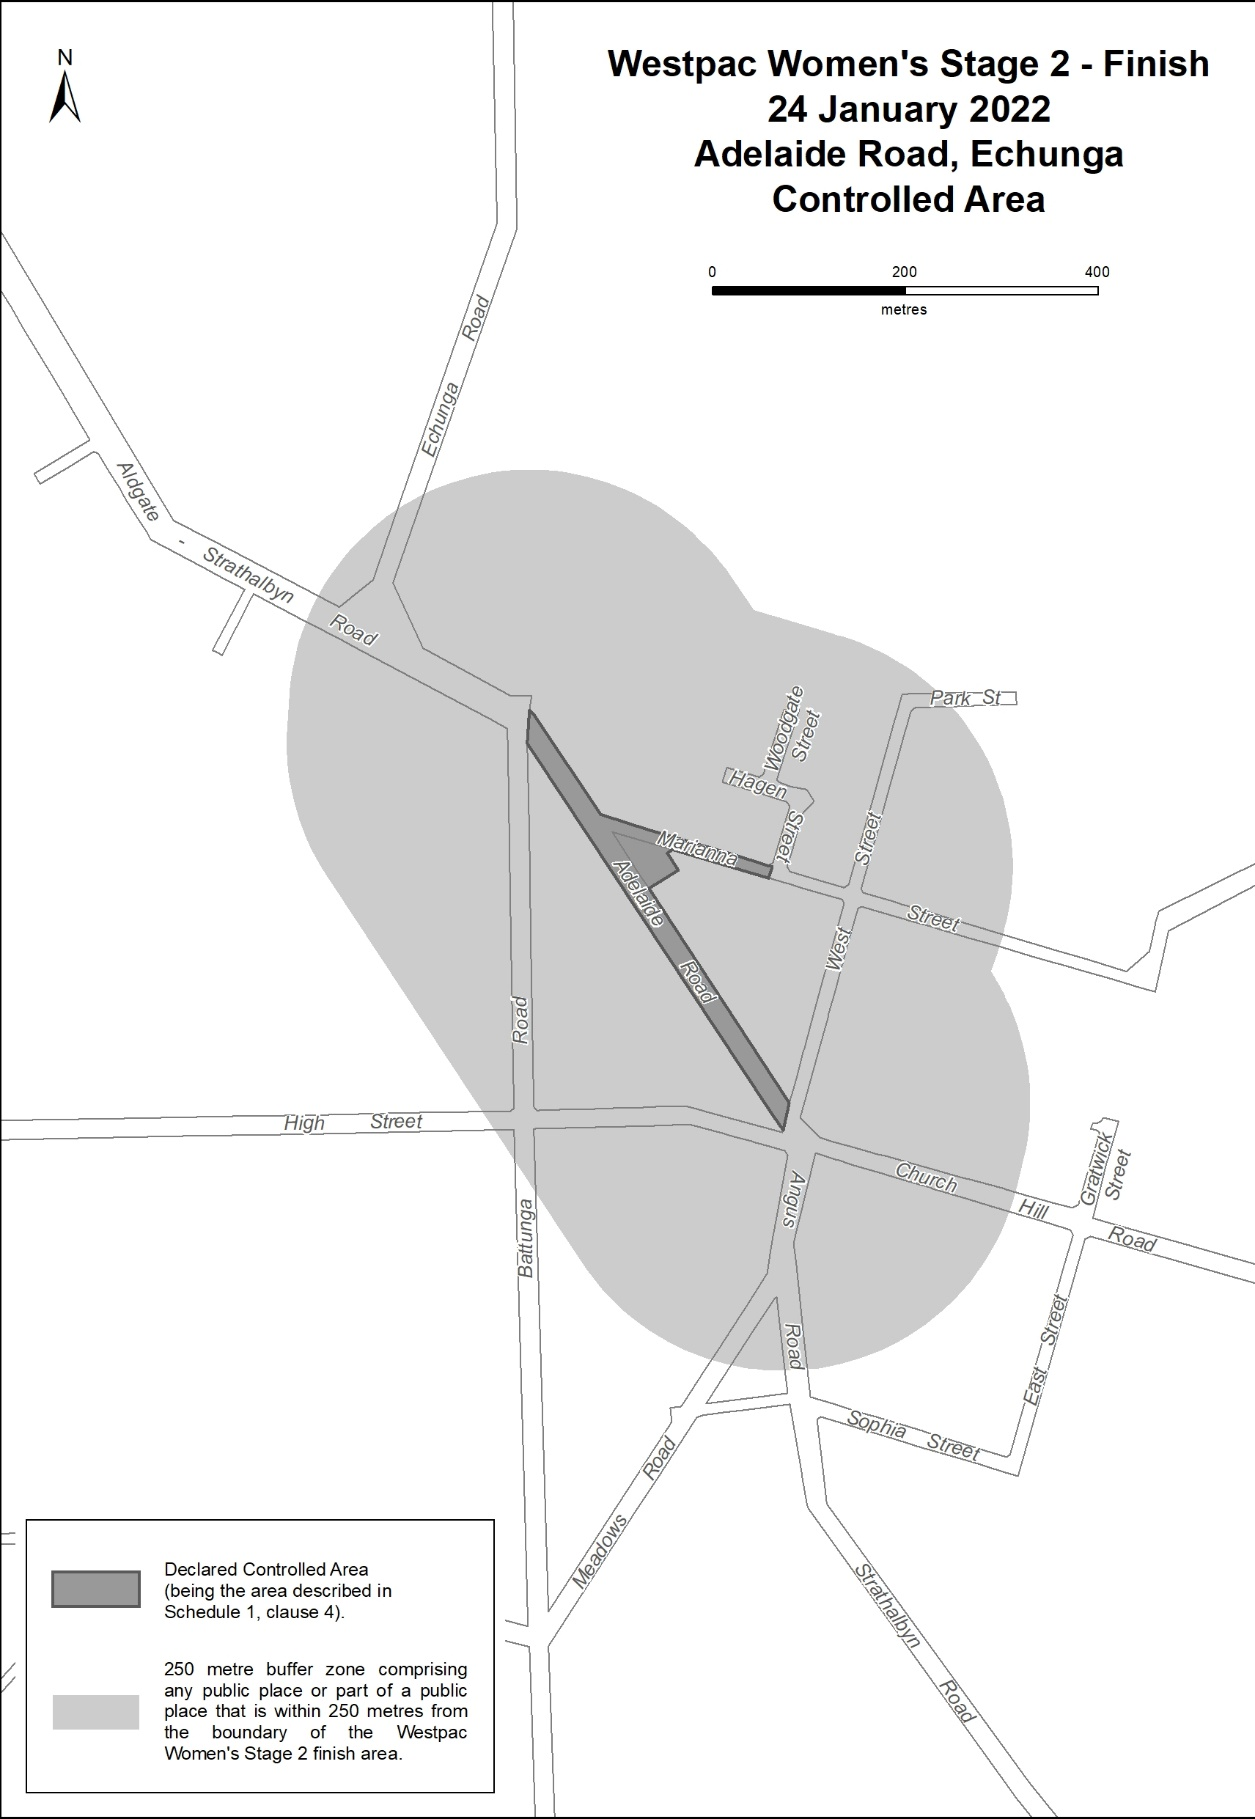 N
Westpac Women's Stage 2 - Finish
24 January 2022
Adelaide Road, Echunga
Controlled Area
0 200 400
metres
Echunga Road
Aldgate - Strathalbyn Road
Park St
Woodgate Street
Hagen Street
Marianna Street
West Street
Adelaide Road
Battunga Road
High Street
Church Hill Road
Gratwick Street
Angus Road
East Street
Sophia Street
Meadows Road
Strathalbyn Road
Declared Controlled Area
(being the area described in
Schedule 1, clause 4).
250 metre buffer zone comprising
any public place or part of a public
place that is within 250 metres from
the boundary of the Westpac
Women's Stage 2 finish area.